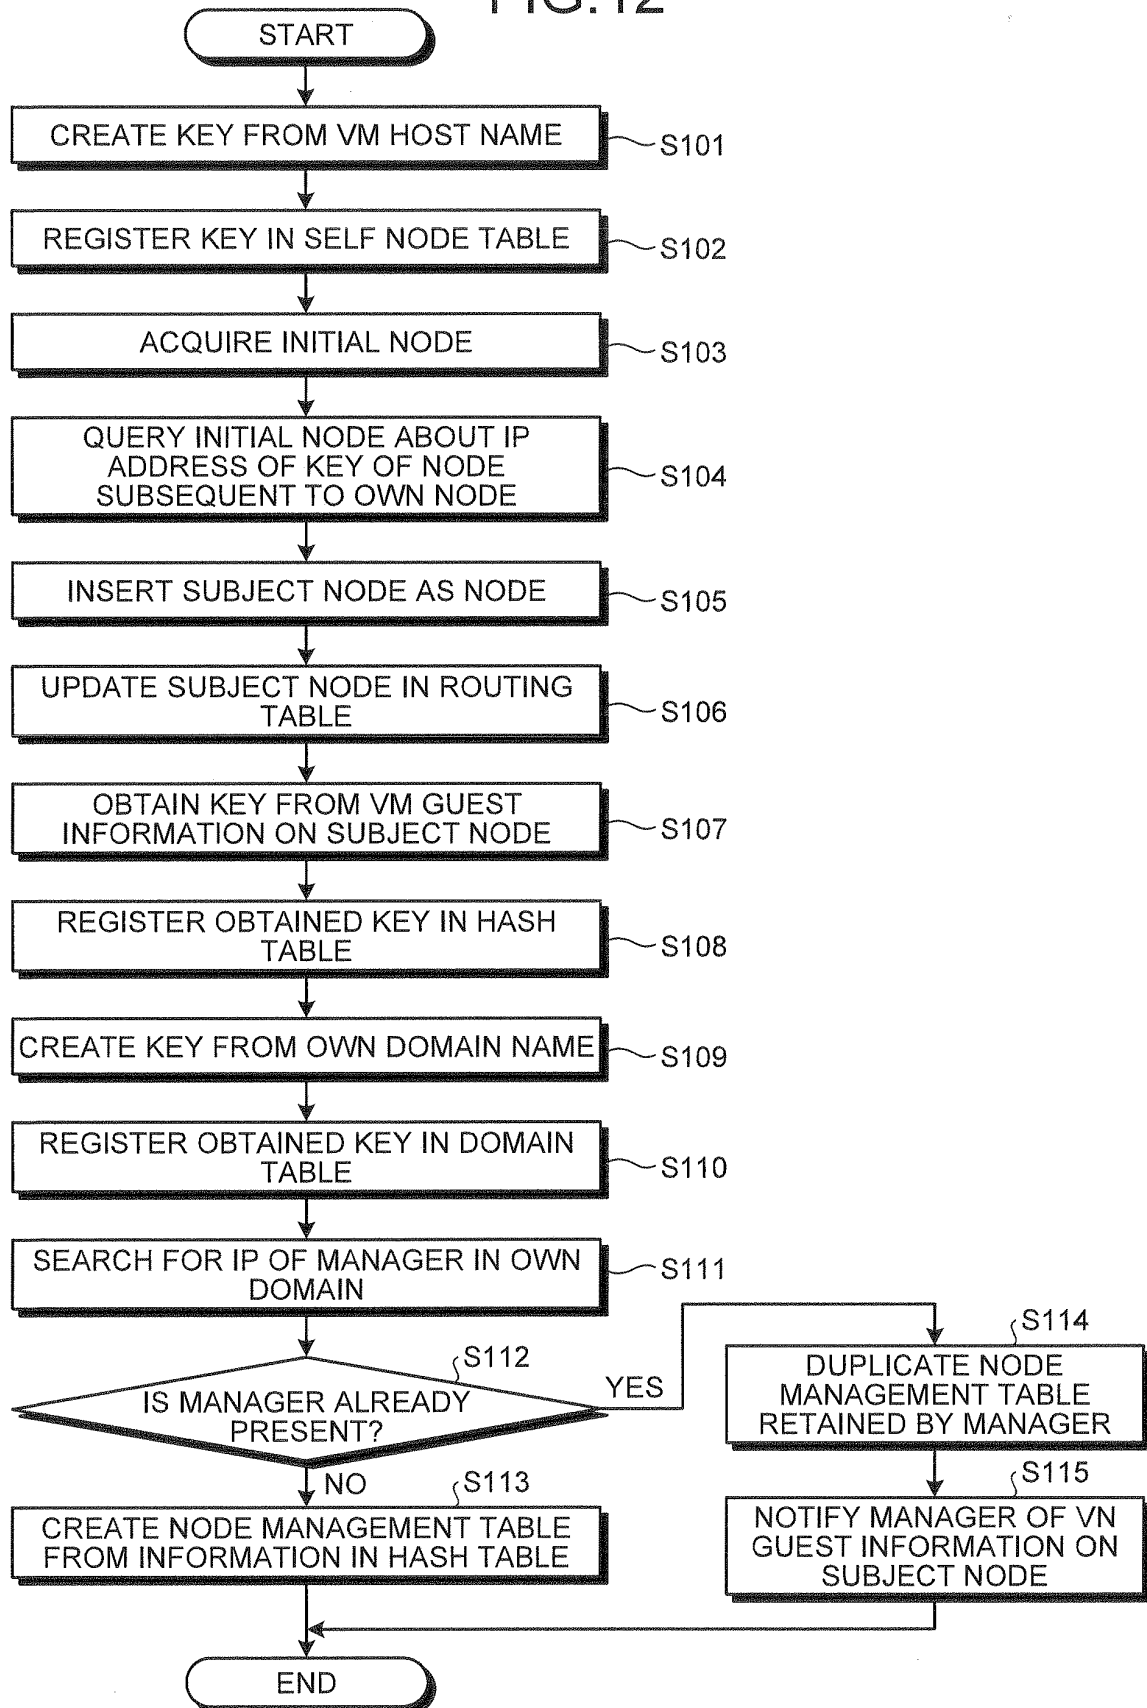 FIG.12
START
CREATE KEY FROM VM HOST NAME
S101
REGISTER KEY IN SELF NODE TABLE
S102
ACQUIRE INITIAL NODE
S103
QUERY INITIAL NODE ABOUT IP
ADDRESS OF KEY OF NODE
SUBSEQUENT TO OWN NODE
S104
INSERT SUBJECT NODE AS NODE
S105
UPDATE SUBJECT NODE IN ROUTING
TABLE
S106
OBTAIN KEY FROM VM GUEST
INFORMATION ON SUBJECT NODE
S107
REGISTER OBTAINED KEY IN HASH
TABLE
S108
CREATE KEY FROM OWN DOMAIN NAME
S109
REGISTER OBTAINED KEY IN DOMAIN
TABLE
S110
SEARCH FOR IP OF MANAGER IN OWN
DOMAIN
S111
S112
IS MANAGER ALREADY
PRESENT?
YES
NO
S113
CREATE NODE MANAGEMENT TABLE
FROM INFORMATION IN HASH TABLE
S114
DUPLICATE NODE
MANAGEMENT TABLE
RETAINED BY MANAGER
S115
NOTIFY MANAGER OF VN
GUEST INFORMATION ON
SUBJECT NODE
END